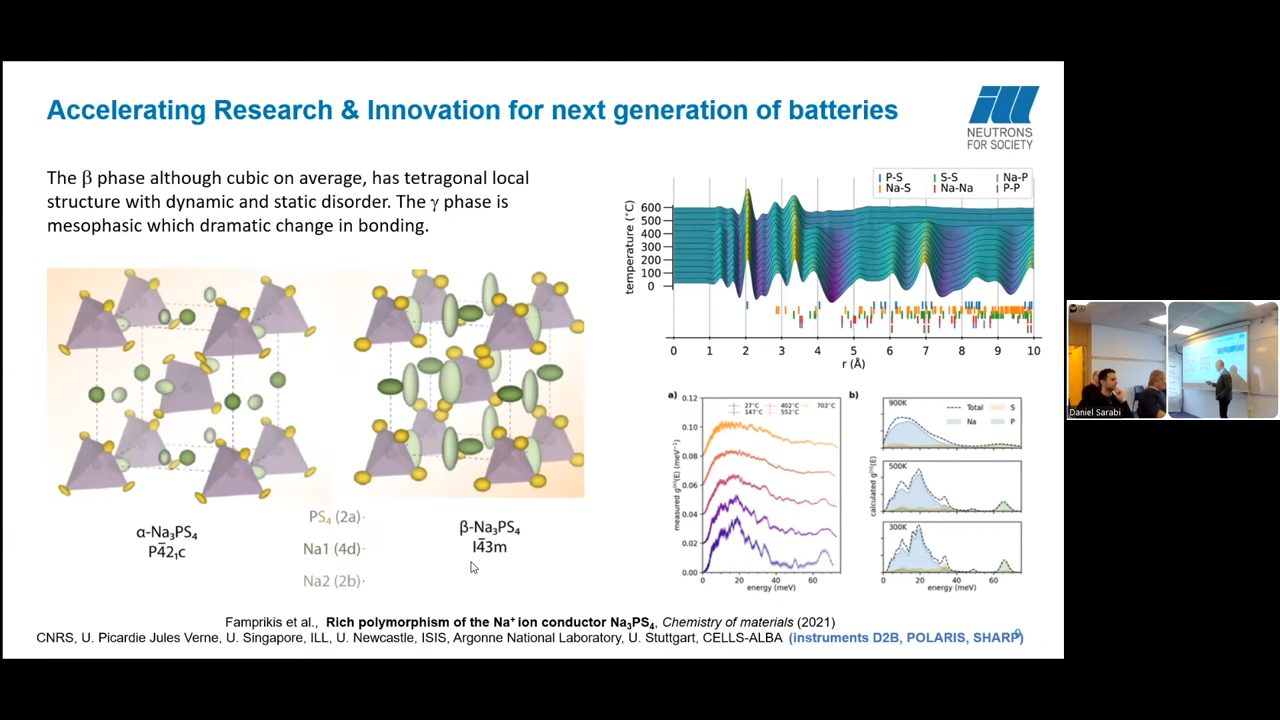 Accelerating Research & Innovation for next generation of batteries
NEUTRONS
FOR SOCIETY
The β phase although cubic on average, has tetragonal local
structure with dynamic and static disorder. The γ phase is
mesophasic which dramatic change in bonding.
P-S S-S Na-P
Na-S Na-Na P-P
temperature (°C)
600
500
400
300
200
100
0
0 1 2 3 4 5 6 7 8 9 10
r (Å)
a)
27°C 402°C 702°C
147°C 552°C
measured g⁽ⁿ⁾(E) (meV⁻¹)
0.12
0.10
0.08
0.06
0.04
0.02
0.00
0 20 40 60
energy (meV)
b)
900K
Total S
Na P
500K
300K
calculated g⁽ⁿ⁾(E)
0 20 40 60
energy (meV)
α-Na₃PS₄
P4̅2₁c
PS₄ (2a)
Na1 (4d)
Na2 (2b)
β-Na₃PS₄
I4̅3m
Famprikis et al., Rich polymorphism of the Na⁺ ion conductor Na₃PS₄, Chemistry of materials (2021)
CNRS, U. Picardie Jules Verne, U. Singapore, ILL, U. Newcastle, ISIS, Argonne National Laboratory, U. Stuttgart, CELLS-ALBA (instruments D2B, POLARIS, SHARP)
Daniel Sarabi